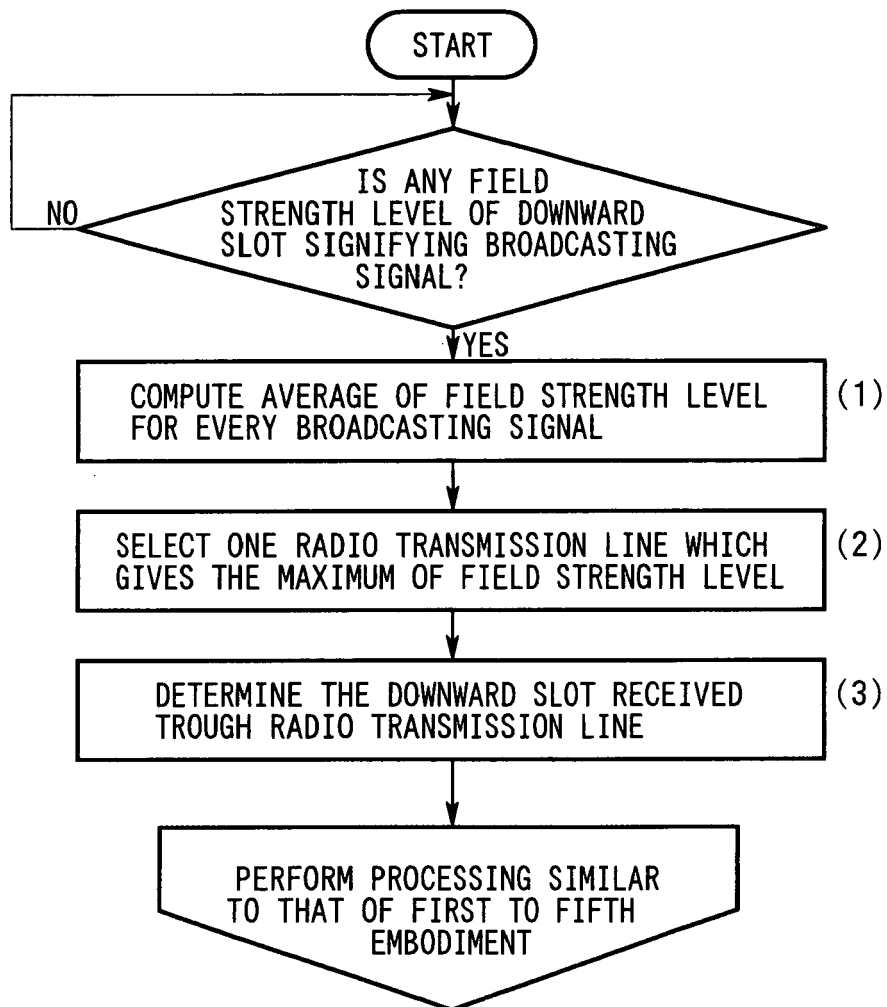 START
IS ANY FIELD
STRENGTH LEVEL OF DOWNWARD
SLOT SIGNIFYING BROADCASTING
SIGNAL?
NO
YES
COMPUTE AVERAGE OF FIELD STRENGTH LEVEL
FOR EVERY BROADCASTING SIGNAL
(1)
SELECT ONE RADIO TRANSMISSION LINE WHICH
GIVES THE MAXIMUM OF FIELD STRENGTH LEVEL
(2)
DETERMINE THE DOWNWARD SLOT RECEIVED
TROUGH RADIO TRANSMISSION LINE
(3)
PERFORM PROCESSING SIMILAR
TO THAT OF FIRST TO FIFTH
EMBODIMENT